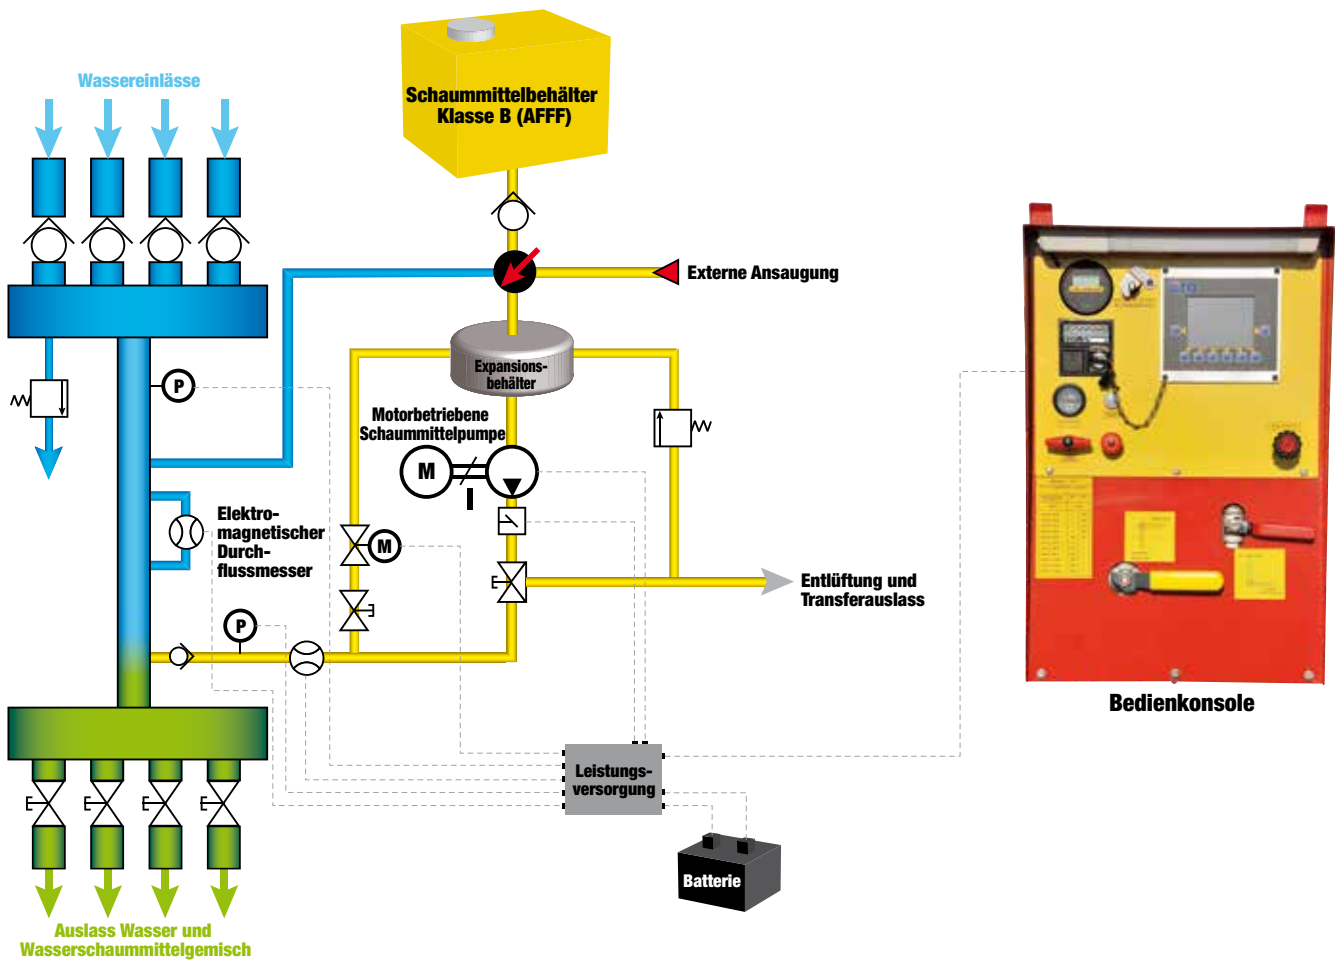 Wassereinlässe
Schaummittelbehälter
Klasse B (AFFF)
Externe Ansaugung
Expansions-
behälter
P
Motorbetriebene
Schaummittelpumpe
M
Elektro-
magnetischer
Durch-
flussmesser
M
Entlüftung und
Transferauslass
P
Bedienkonsole
Leistungs-
versorgung
Batterie
Auslass Wasser und
Wasserschaummittelgemisch